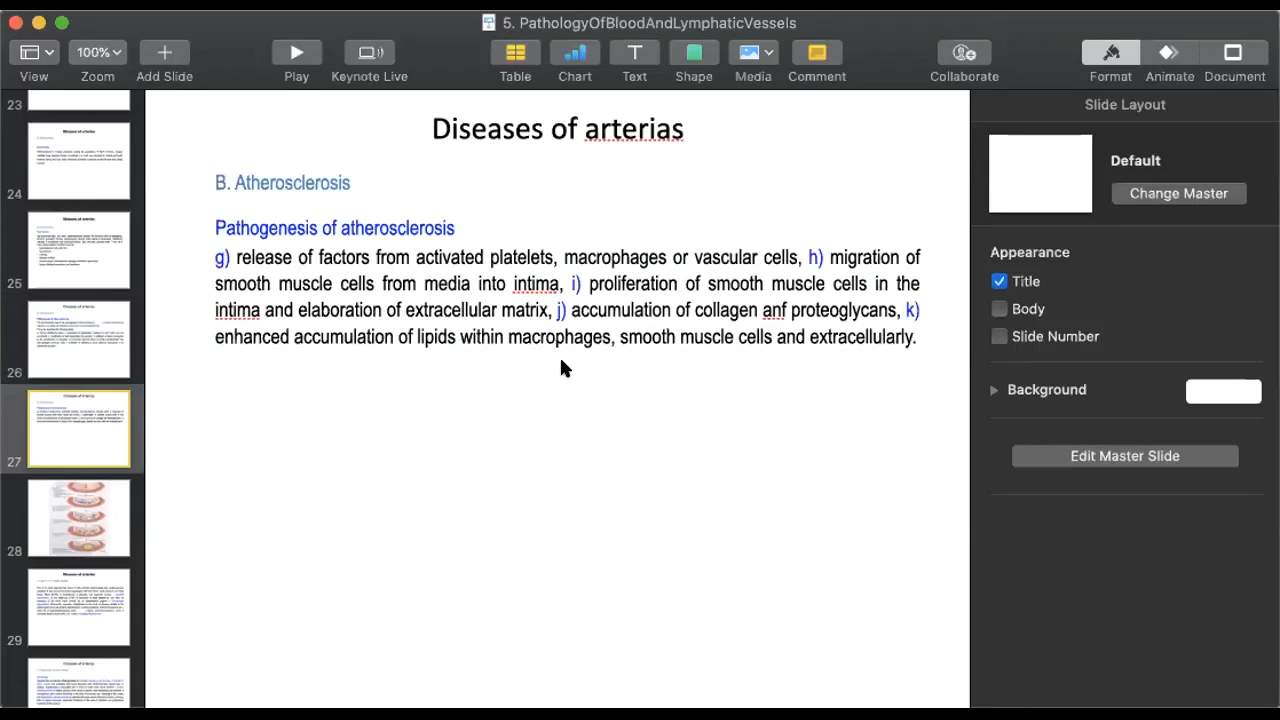 5. PathologyOfBloodAndLymphaticVessels
100%
View
Zoom
Add Slide
Play
Keynote Live
Table
Chart
Text
Shape
Media
Comment
Collaborate
Format
Animate
Document
23
24
25
26
27
28
29
Diseases of arterias
B. Atherosclerosis
Pathogenesis of atherosclerosis
g) release of factors from activated platelets, macrophages or vascular cells, h) migration of
smooth muscle cells from media into intima, i) proliferation of smooth muscle cells in the
intima and elaboration of extracellular matrix, j) accumulation of collagen anf proteoglycans, k)
enhanced accumulation of lipids within macrophages, smooth muscle cells and extracellularly.
Slide Layout
Default
Change Master
Appearance
Title
Body
Slide Number
Background
Edit Master Slide